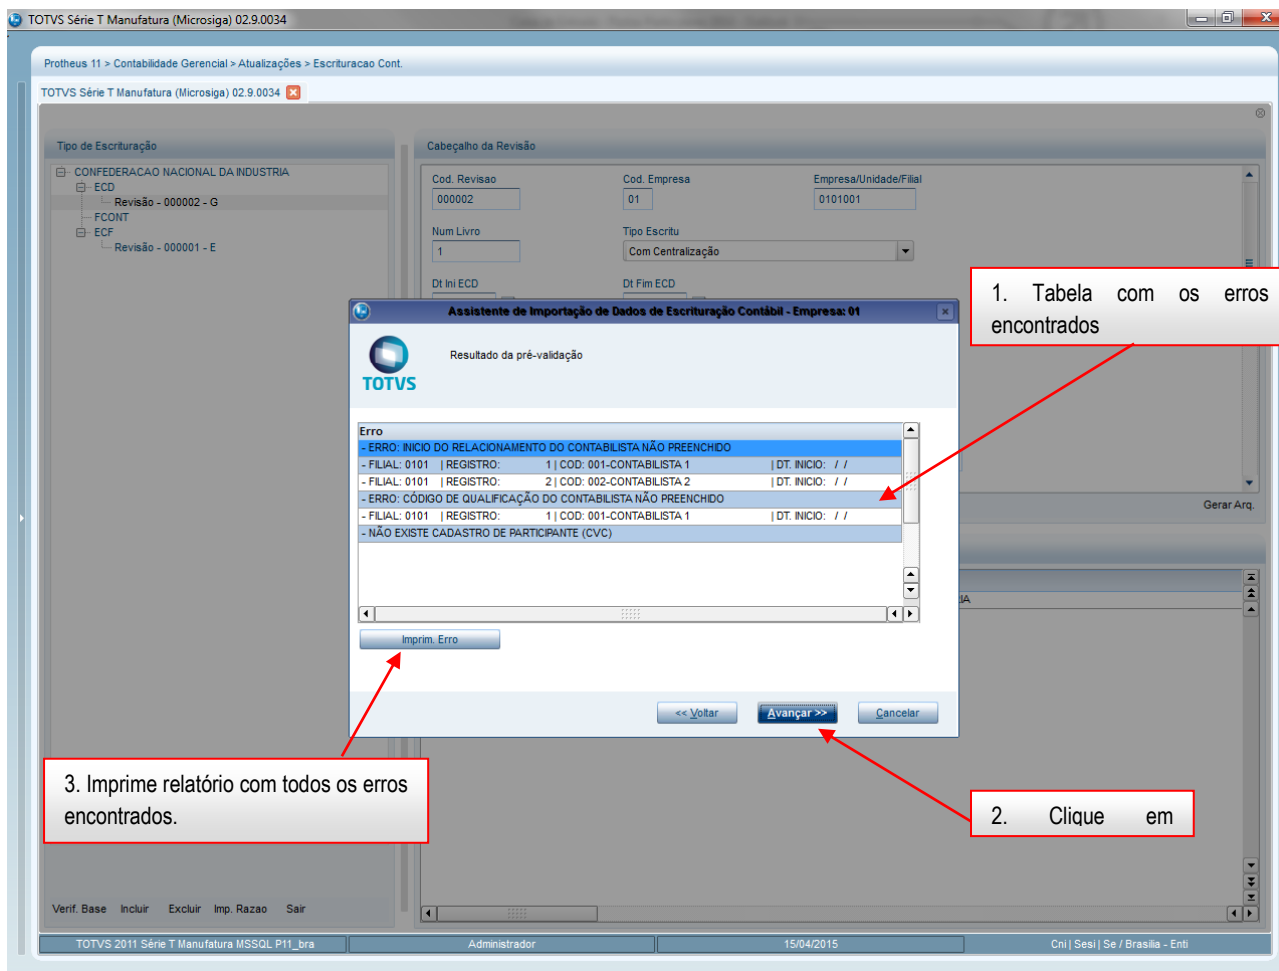 TOTVS Série T Manufatura (Microsiga) 02.9.0034
Protheus 11 > Contabilidade Gerencial > Atualizações > Escrituracao Cont.
TOTVS Série T Manufatura (Microsiga) 02.9.0034
Tipo de Escrituração
CONFEDERACAO NACIONAL DA INDUSTRIA
ECD
Revisão - 000002 - G
FCONT
ECF
Revisão - 000001 - E
Cabeçalho da Revisão
Cod. Revisao
Cod. Empresa
Empresa/Unidade/Filial
000002
01
0101001
Num Livro
Tipo Escritu
1
Com Centralização
Dt Ini ECD
Dt Fim ECD
1. Tabela com os erros
encontrados
Assistente de Importação de Dados de Escrituração Contábil - Empresa: 01
TOTVS
Resultado da pré-validação
Erro
- ERRO: INICIO DO RELACIONAMENTO DO CONTABILISTA NÃO PREENCHIDO
- FILIAL: 0101 | REGISTRO: 1 | COD: 001-CONTABILISTA 1 | DT. INICIO: / /
- FILIAL: 0101 | REGISTRO: 2 | COD: 002-CONTABILISTA 2 | DT. INICIO: / /
- ERRO: CÓDIGO DE QUALIFICAÇÃO DO CONTABILISTA NÃO PREENCHIDO
- FILIAL: 0101 | REGISTRO: 1 | COD: 001-CONTABILISTA 1 | DT. INICIO: / /
- NÃO EXISTE CADASTRO DE PARTICIPANTE (CVC)
Gerar Arq.
IA
Imprim. Erro
<< Voltar
Avançar >>
Cancelar
3. Imprime relatório com todos os erros
encontrados.
2. Clique em
Verif. Base Incluir Excluir Imp. Razao Sair
TOTVS 2011 Série T Manufatura MSSQL P11_bra
Administrador
15/04/2015
Cni | Sesi | Se / Brasilia - Enti